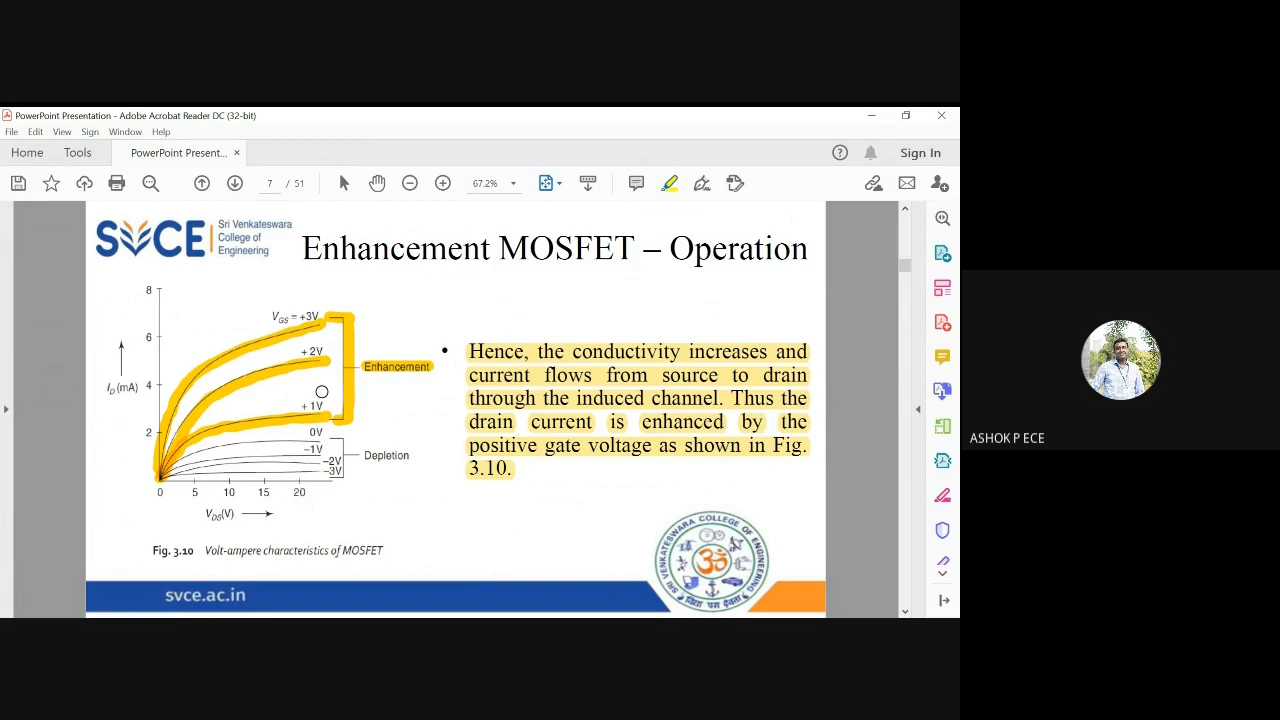 PowerPoint Presentation - Adobe Acrobat Reader DC (32-bit)
File Edit View Sign Window Help
Home Tools PowerPoint Present... × Sign In
7 / 51 67.2%
SVCE
Sri Venkateswara
College of
Engineering
Enhancement MOSFET – Operation
8
6
4
2
I_D (mA)
V_GS = +3V
+ 2V
+ 1V
0V
−1V
−2V
−3V
Enhancement
Depletion
0 5 10 15 20
V_DS(V)
Fig. 3.10 Volt-ampere characteristics of MOSFET
• Hence, the conductivity increases and
current flows from source to drain
through the induced channel. Thus the
drain current is enhanced by the
positive gate voltage as shown in Fig.
3.10.
SRI VENKATESWARA COLLEGE OF ENGINEERING
ॐ
svce.ac.in
ASHOK P ECE